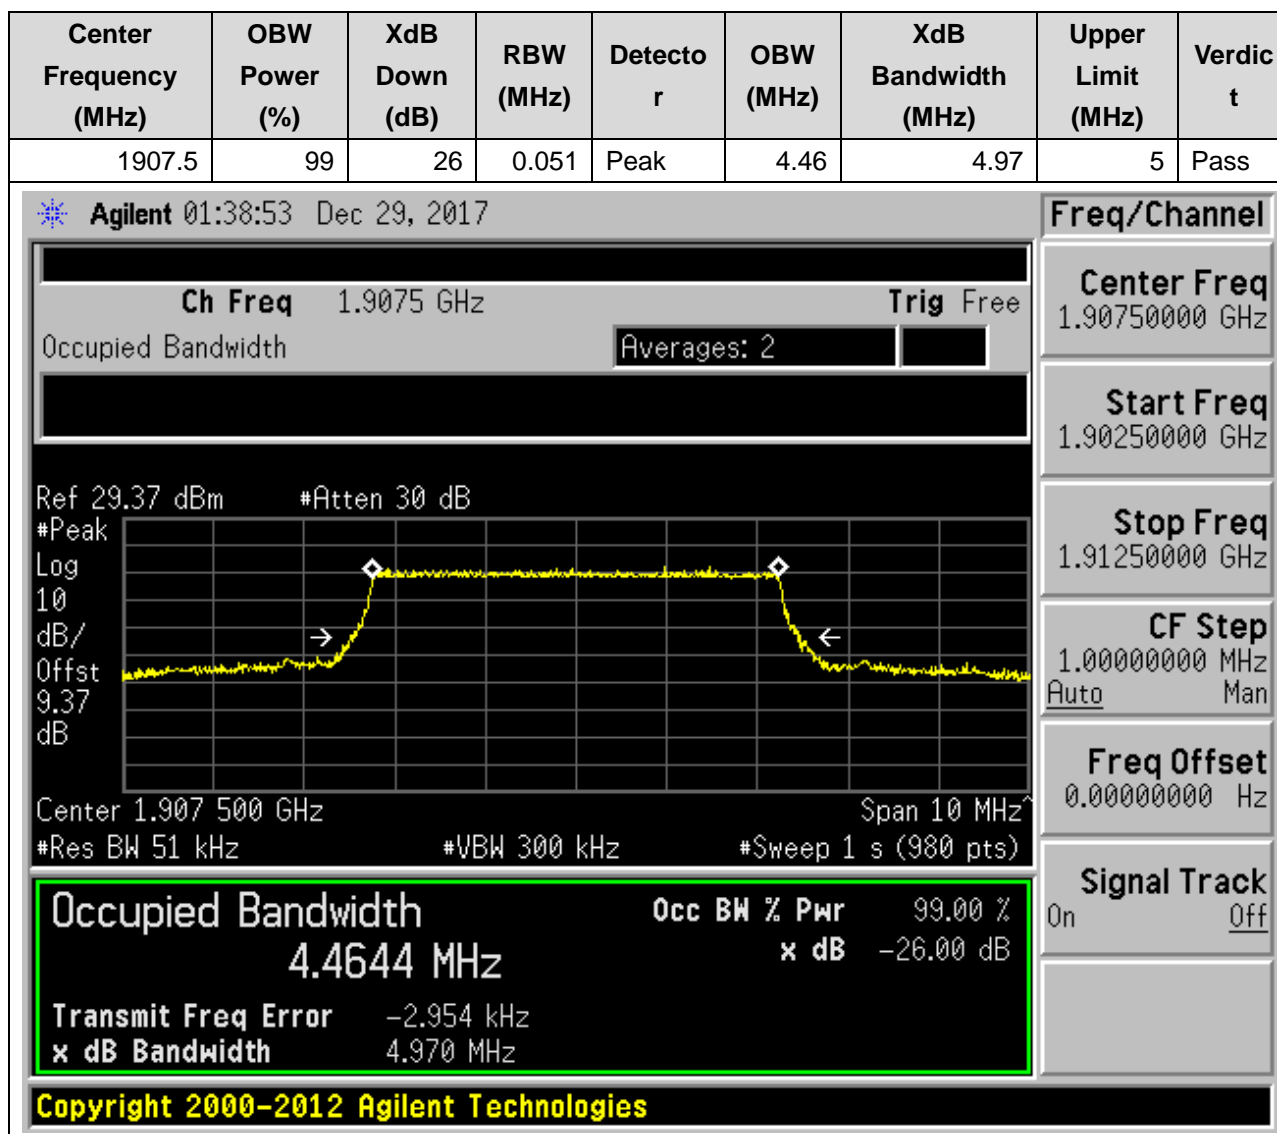 Center Frequency (MHz) OBW Power (%) XdB Down (dB) RBW (MHz) Detecto r OBW (MHz) XdB Bandwidth (MHz) Upper Limit (MHz) Verdic t
1907.5 99 26 0.051 Peak 4.46 4.97 5 Pass
Agilent 01:38:53 Dec 29, 2017
Ch Freq 1.9075 GHz Trig Free
Occupied Bandwidth Averages: 2
Ref 29.37 dBm #Atten 30 dB
#Peak
Log
10
dB/
Offst
9.37
dB
Center 1.907 500 GHz Span 10 MHz^
#Res BW 51 kHz #VBW 300 kHz #Sweep 1 s (980 pts)
Occupied Bandwidth Occ BW % Pwr 99.00 %
4.4644 MHz x dB -26.00 dB
Transmit Freq Error -2.954 kHz
x dB Bandwidth 4.970 MHz
Copyright 2000-2012 Agilent Technologies
Freq/Channel
Center Freq
1.90750000 GHz
Start Freq
1.90250000 GHz
Stop Freq
1.91250000 GHz
CF Step
1.00000000 MHz
Auto Man
Freq Offset
0.00000000 Hz
Signal Track
On Off